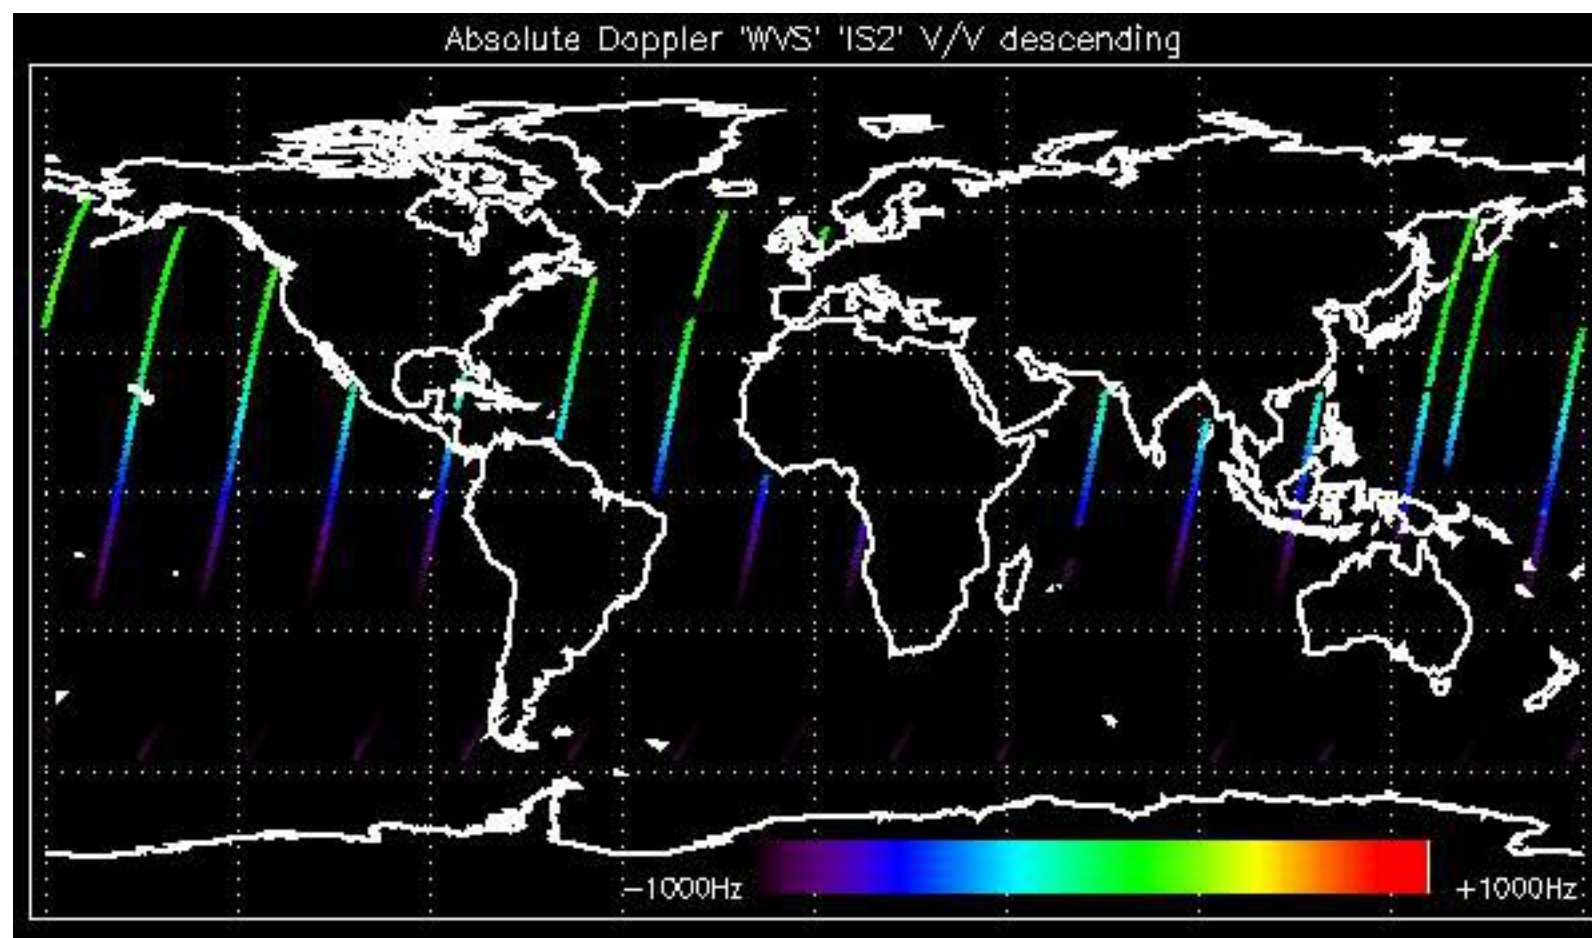 Absolute Doppler 'WVS' 'IS2' V/V descending
-1000Hz +1000Hz